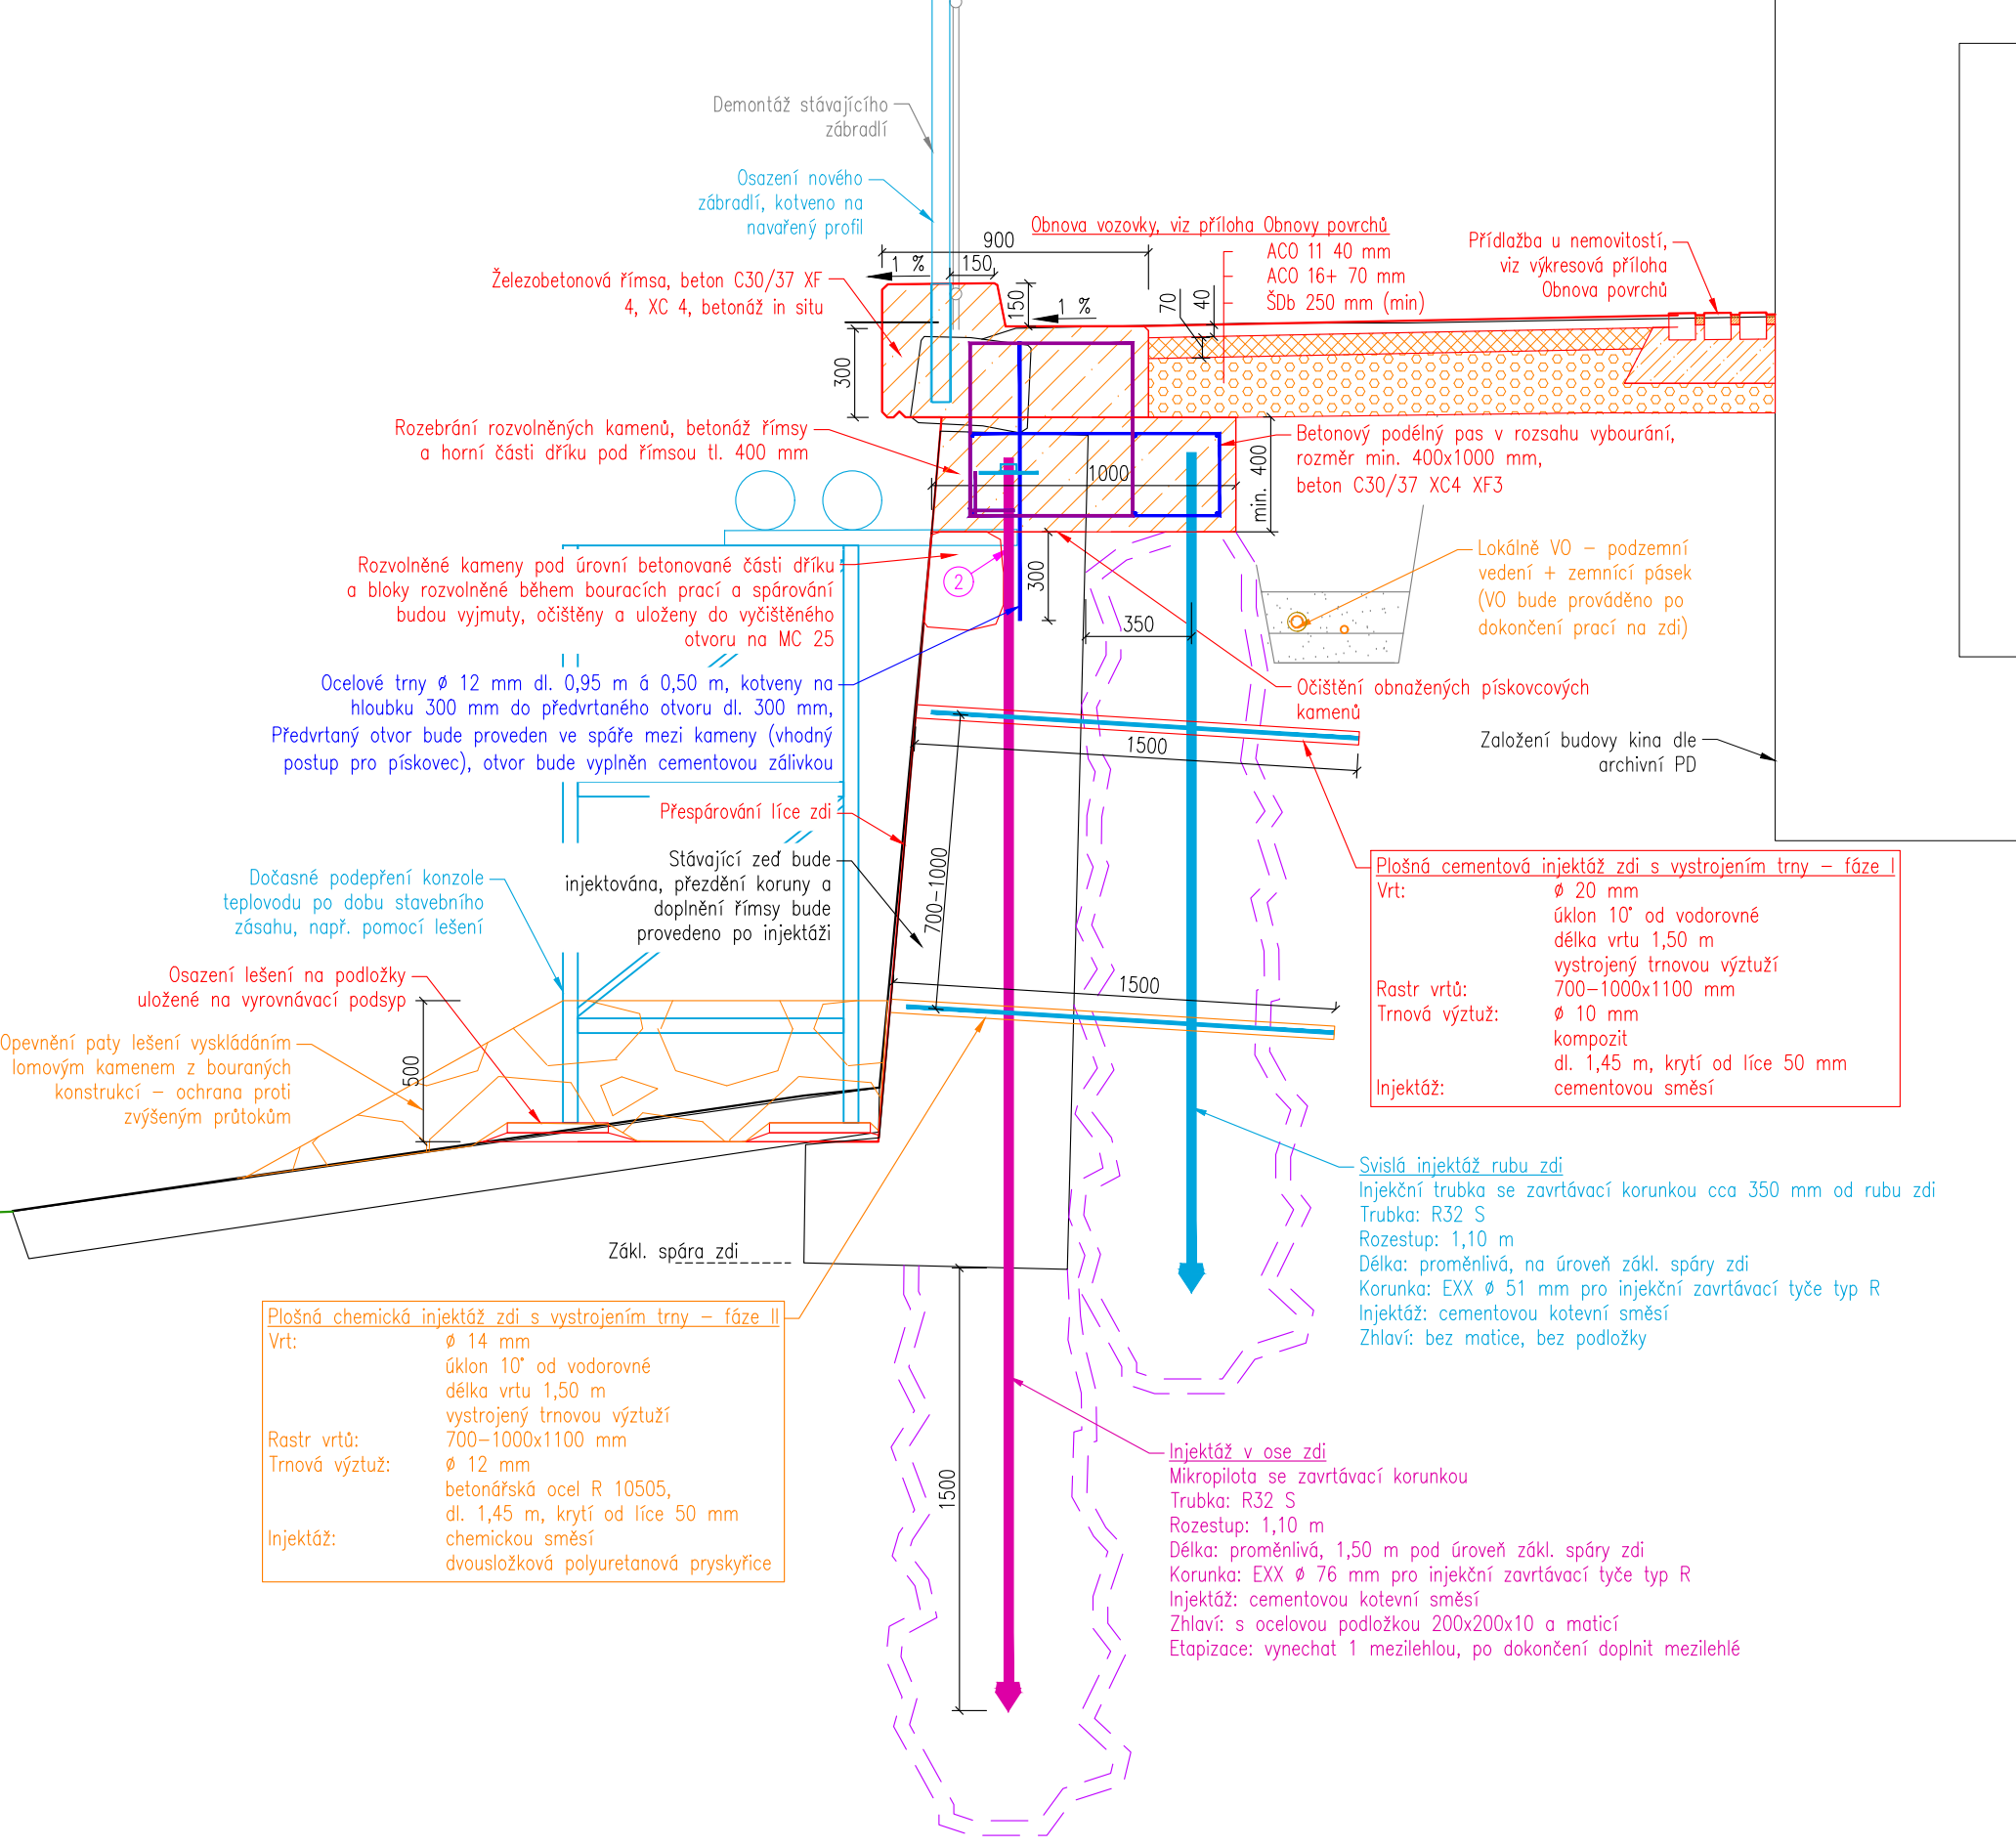 Demontáž stávajícího
zábradlí
Osazení nového
zábradlí, kotveno na
navařený profil
Obnova vozovky, viz příloha Obnovy povrchů
ACO 11 40 mm
ACO 16+ 70 mm
ŠDb 250 mm (min)
Přídlažba u nemovitostí,
viz výkresová příloha
Obnova povrchů
900
1 %
150
150
1 %
70
40
300
Železobetonová římsa, beton C30/37 XF
4, XC 4, betonáž in situ
Rozebrání rozvolněných kamenů, betonáž římsy
a horní části dříku pod římsou tl. 400 mm
Betonový podélný pas v rozsahu vybourání,
rozměr min. 400x1000 mm,
beton C30/37 XC4 XF3
1000
min. 400
Rozvolněné kameny pod úrovní betonované části dříku
a bloky rozvolněné během bouracích prací a spárování
budou vyjmuty, očištěny a uloženy do vyčištěného
otvoru na MC 25
2
300
350
Lokálně VO – podzemní
vedení + zemnící pásek
(VO bude prováděno po
dokončení prací na zdi)
Ocelové trny ø 12 mm dl. 0,95 m á 0,50 m, kotveny na
hloubku 300 mm do předvrtaného otvoru dl. 300 mm,
Předvrtaný otvor bude proveden ve spáře mezi kameny (vhodný
postup pro pískovec), otvor bude vyplněn cementovou zálivkou
Očištění obnažených pískovcových
kamenů
1500
Založení budovy kina dle
archivní PD
Přespárování líce zdi
Stávající zeď bude
injektována, přezdění koruny a
doplnění římsy bude
provedeno po injektáži
700-1000
Dočasné podepření konzole
teplovodu po dobu stavebního
zásahu, např. pomocí lešení
Plošná cementová injektáž zdi s vystrojením trny – fáze I
Vrt: ø 20 mm
úklon 10° od vodorovné
délka vrtu 1,50 m
vystrojený trnovou výztuží
Rastr vrtů: 700-1000x1100 mm
Trnová výztuž: ø 10 mm
kompozit
dl. 1,45 m, krytí od líce 50 mm
Injektáž: cementovou směsí
Osazení lešení na podložky
uložené na vyrovnávací podsyp
1500
Opevnění paty lešení vyskládáním
lomovým kamenem z bouraných
konstrukcí – ochrana proti
zvýšeným průtokům
500
Svislá injektáž rubu zdi
Injekční trubka se zavrtávací korunkou cca 350 mm od rubu zdi
Trubka: R32 S
Rozestup: 1,10 m
Délka: proměnlivá, na úroveň zákl. spáry zdi
Korunka: EXX ø 51 mm pro injekční zavrtávací tyče typ R
Injektáž: cementovou kotevní směsí
Zhlaví: bez matice, bez podložky
Zákl. spára zdi
Plošná chemická injektáž zdi s vystrojením trny – fáze II
Vrt: ø 14 mm
úklon 10° od vodorovné
délka vrtu 1,50 m
vystrojený trnovou výztuží
Rastr vrtů: 700-1000x1100 mm
Trnová výztuž: ø 12 mm
betonářská ocel R 10505,
dl. 1,45 m, krytí od líce 50 mm
Injektáž: chemickou směsí
dvousložková polyuretanová pryskyřice
1500
Injektáž v ose zdi
Mikropilota se zavrtávací korunkou
Trubka: R32 S
Rozestup: 1,10 m
Délka: proměnlivá, 1,50 m pod úroveň zákl. spáry zdi
Korunka: EXX ø 76 mm pro injekční zavrtávací tyče typ R
Injektáž: cementovou kotevní směsí
Zhlaví: s ocelovou podložkou 200x200x10 a maticí
Etapizace: vynechat 1 mezilehlou, po dokončení doplnit mezilehlé